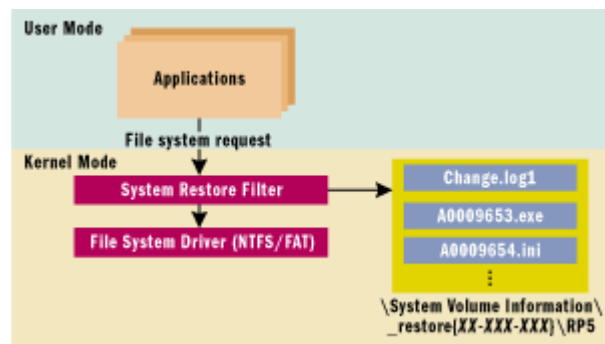 User Mode
Applications
File system request
Kernel Mode
System Restore Filter
File System Driver (NTFS/FAT)
Change.log1
A0009653.exe
A0009654.ini
⋮
\System Volume Information\
_restore{XX-XXX-XXX}\RP5